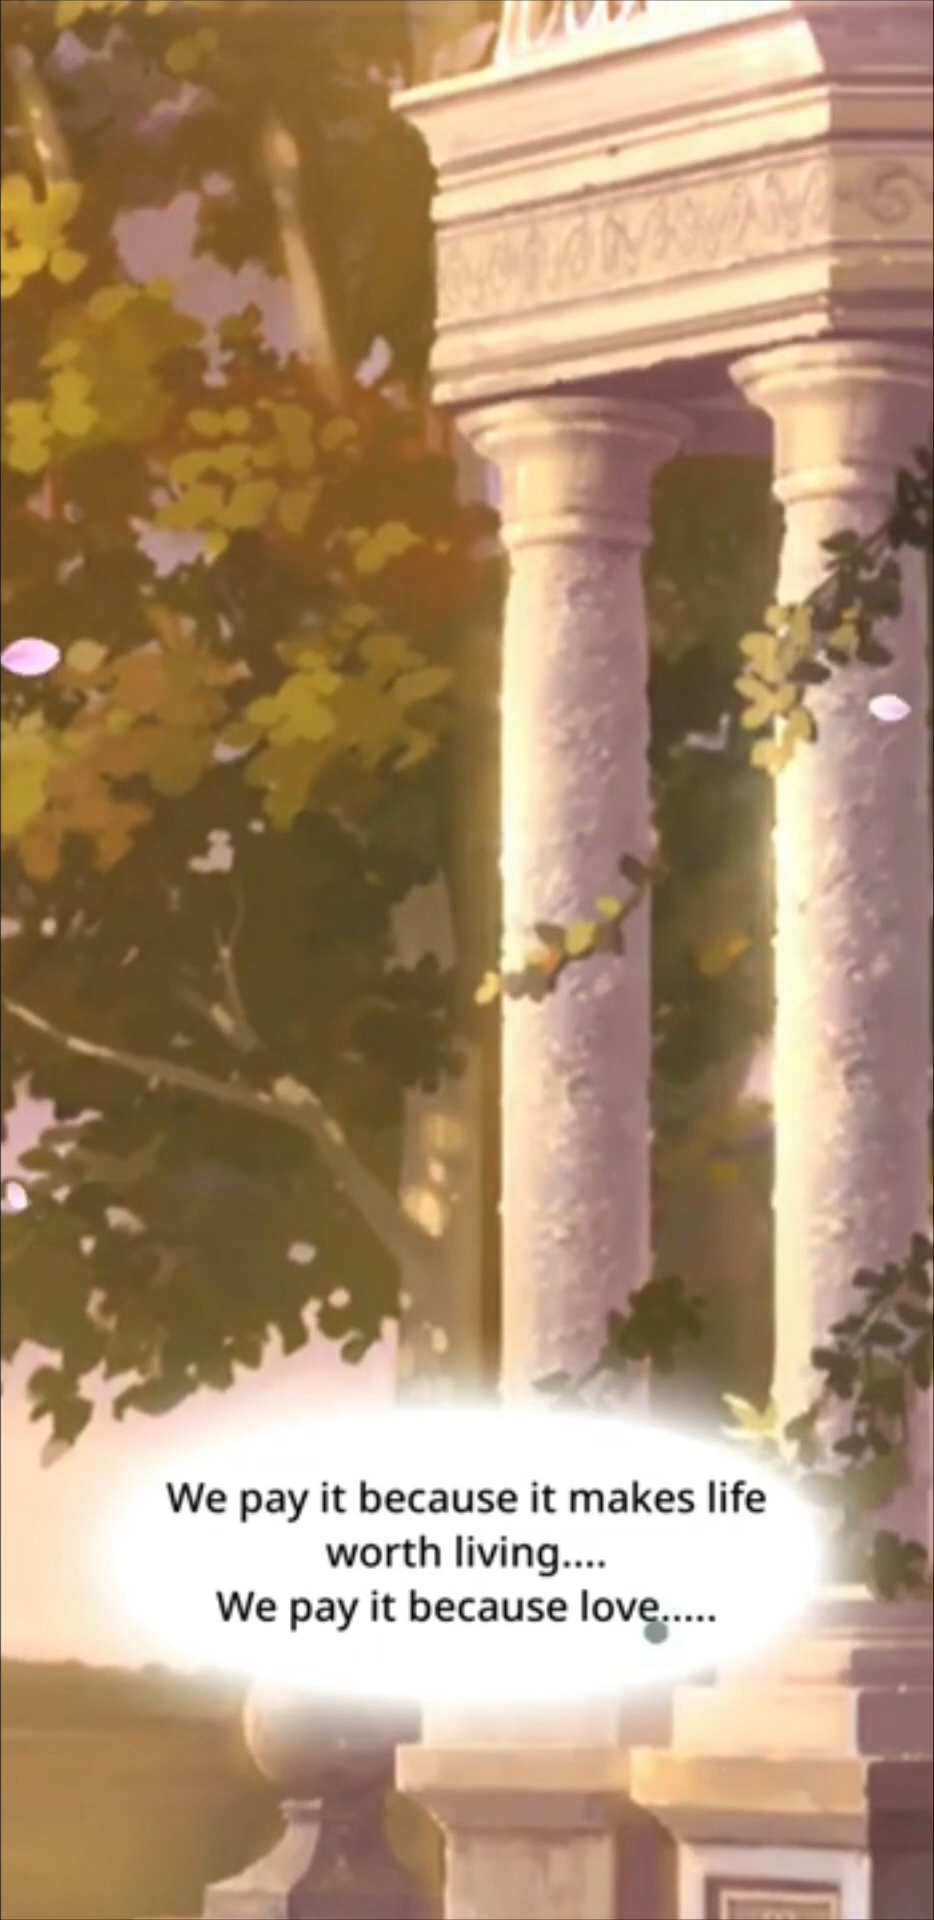 We pay it because it makes life
worth living....
We pay it because love.....